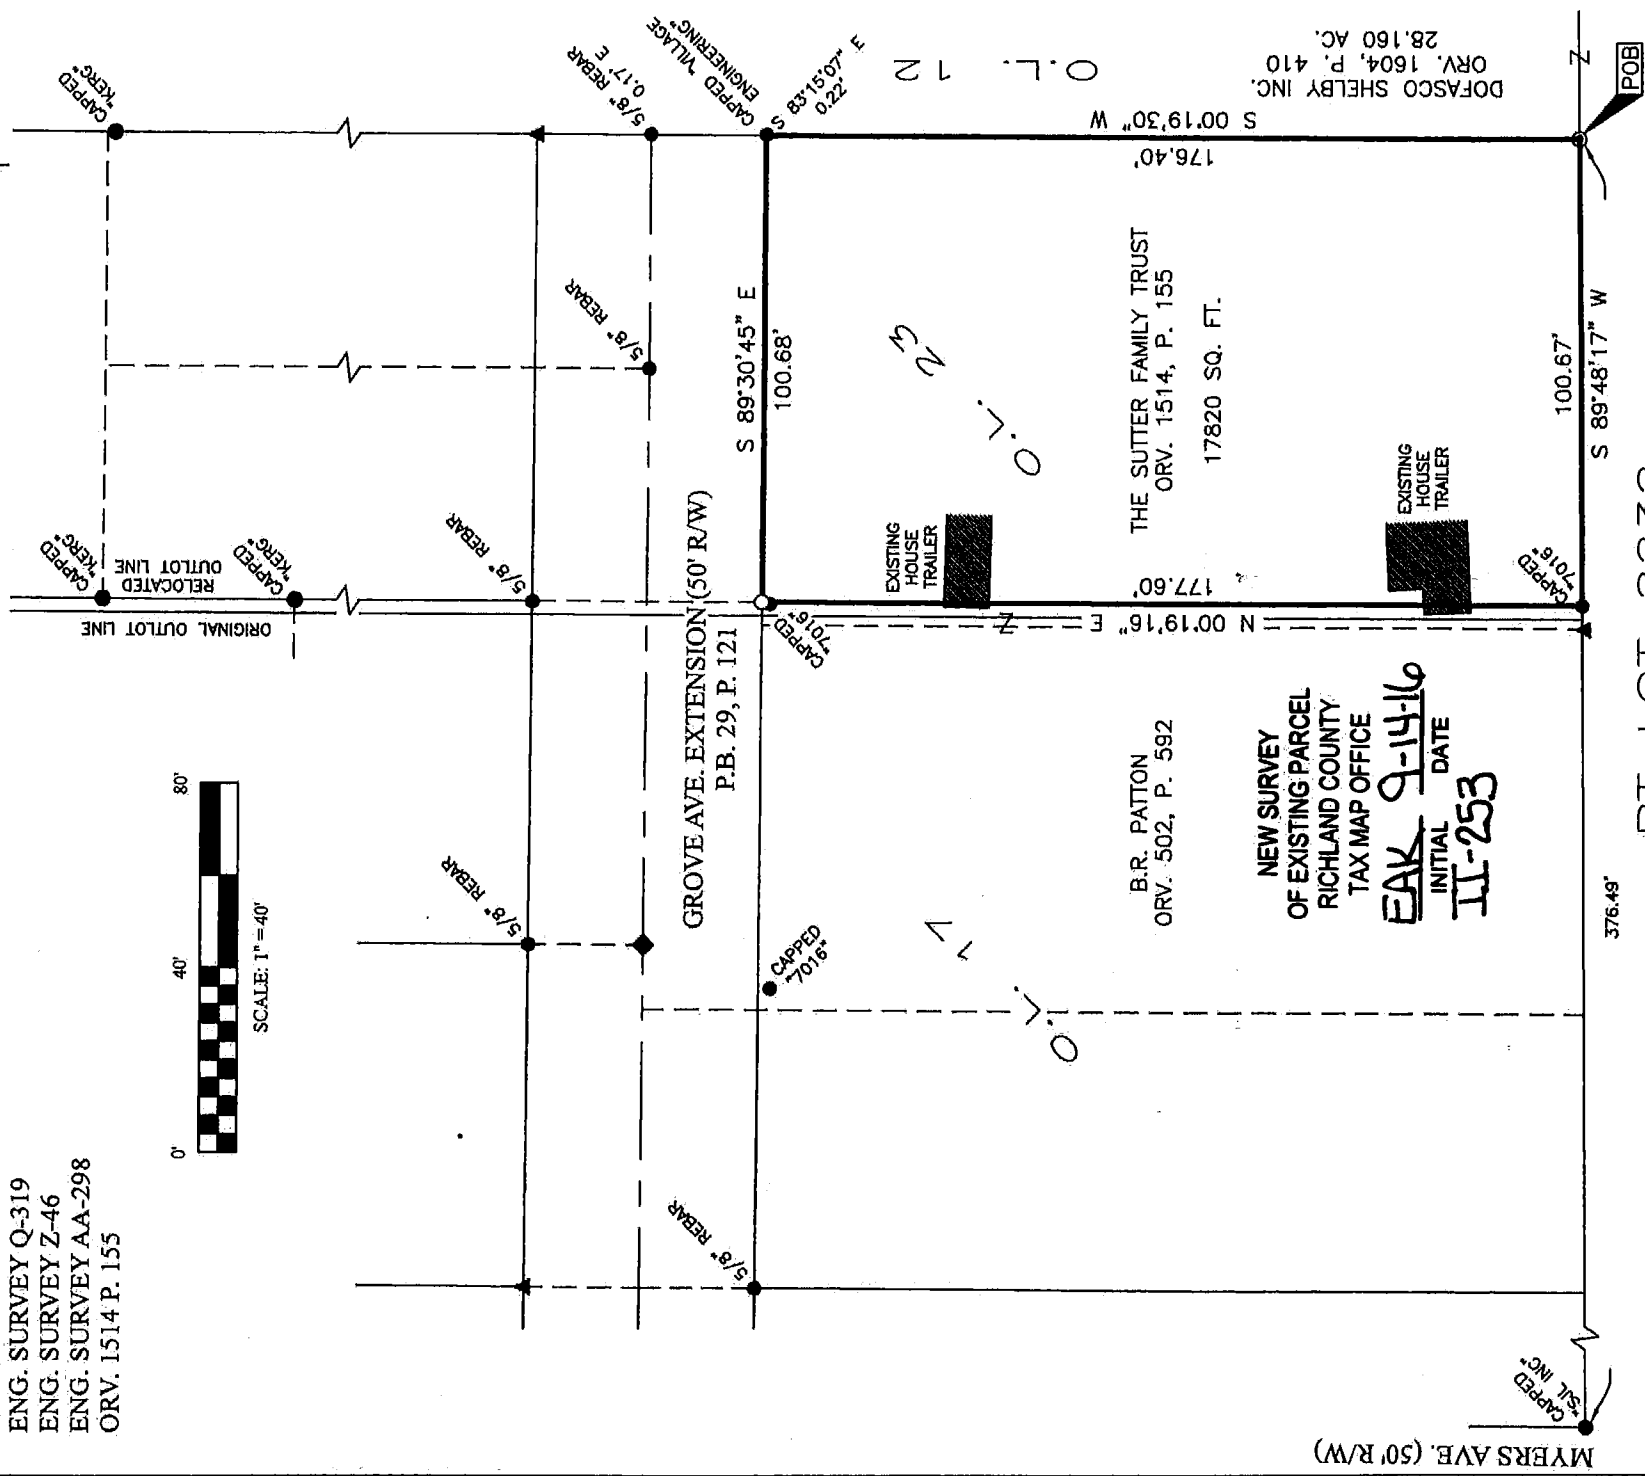 ENG. SURVEY Q-319
ENG. SURVEY Z-46
ENG. SURVEY AA-298
ORV. 1514 P. 155
0' 40' 80'
SCALE: 1" = 40'
CAPPED
"KERG"
CAPPED
"KERG"
RELOCATED
OUTLOT LINE
CAPPED
"KERG"
ORIGINAL OUTLOT LINE
5/8" REBAR
0.17' E
CAPPED "VILLAGE
ENGINEERING"
S 83°15'07" E
0.22'
5/8" REBAR
5/8" REBAR
5/8" REBAR
5/8" REBAR
GROVE AVE. EXTENSION (50' R/W)
P.B. 29, P. 121
S 89°30'45" E
100.68'
CAPPED
"7016"
O.L. 12
DOFASCO SHELBY INC.
ORV. 1604, P. 410
28.160 AC.
S 00°19'30" W
176.40'
Z
POB
O.L. 23
THE SUTTER FAMILY TRUST
ORV. 1514, P. 155
17820 SQ. FT.
EXISTING
HOUSE
TRAILER
EXISTING
HOUSE
TRAILER
177.60'
N 00°19'16" E
Z
CAPPED
"7016"
100.67'
S 89°48'17" W
B.R. PATTON
ORV. 502, P. 592
O.L. 17
CAPPED
"7016"
NEW SURVEY
OF EXISTING PARCEL
RICHLAND COUNTY
TAX MAP OFFICE
EAK 9-14-16
INITIAL DATE
II-253
376.49'
CAPPED
"SJL INC"
MYERS AVE. (50' R/W)